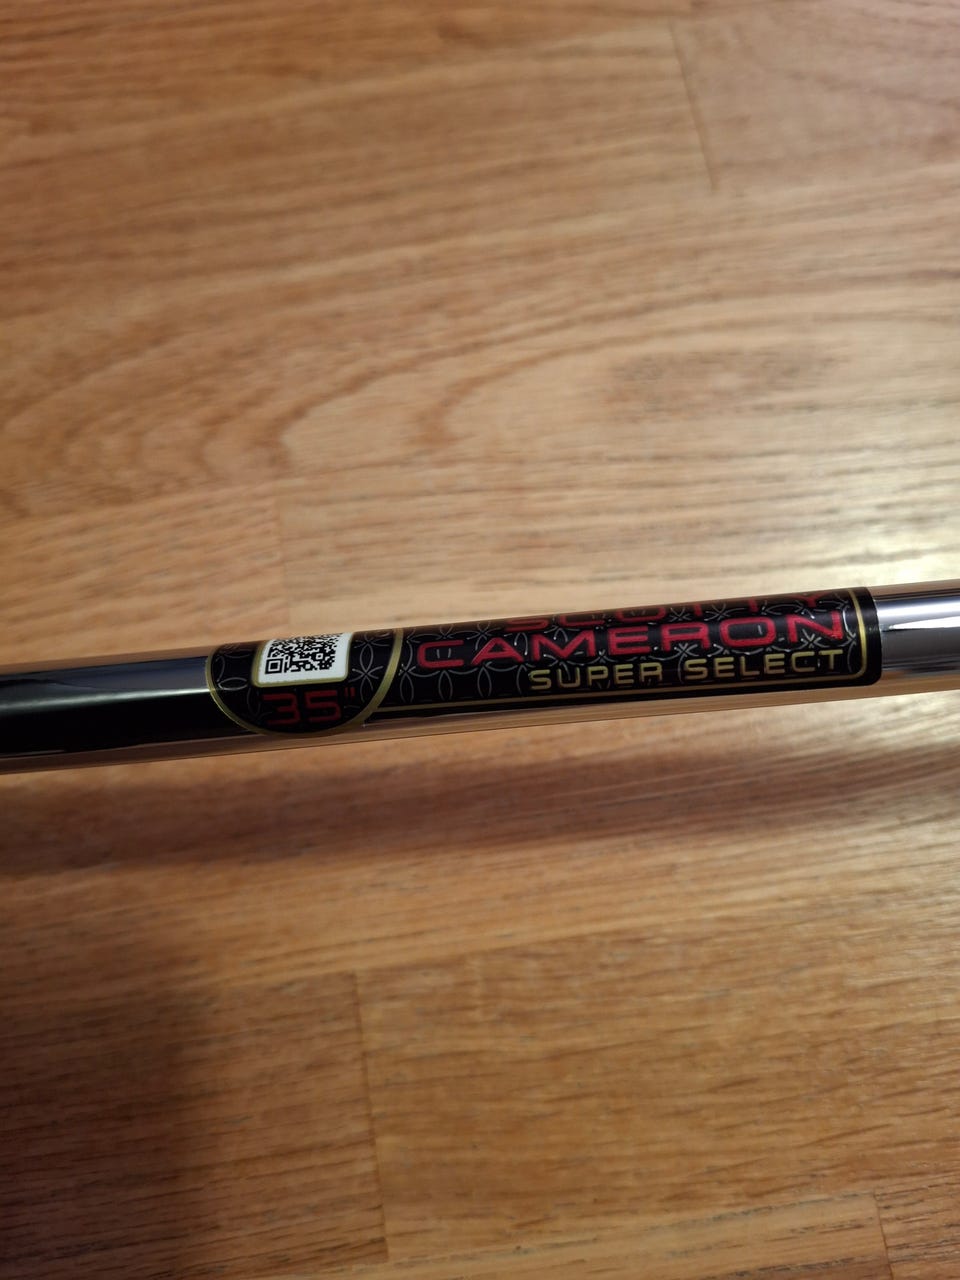 SCOTTY
CAMERON
SUPER SELECT
35"